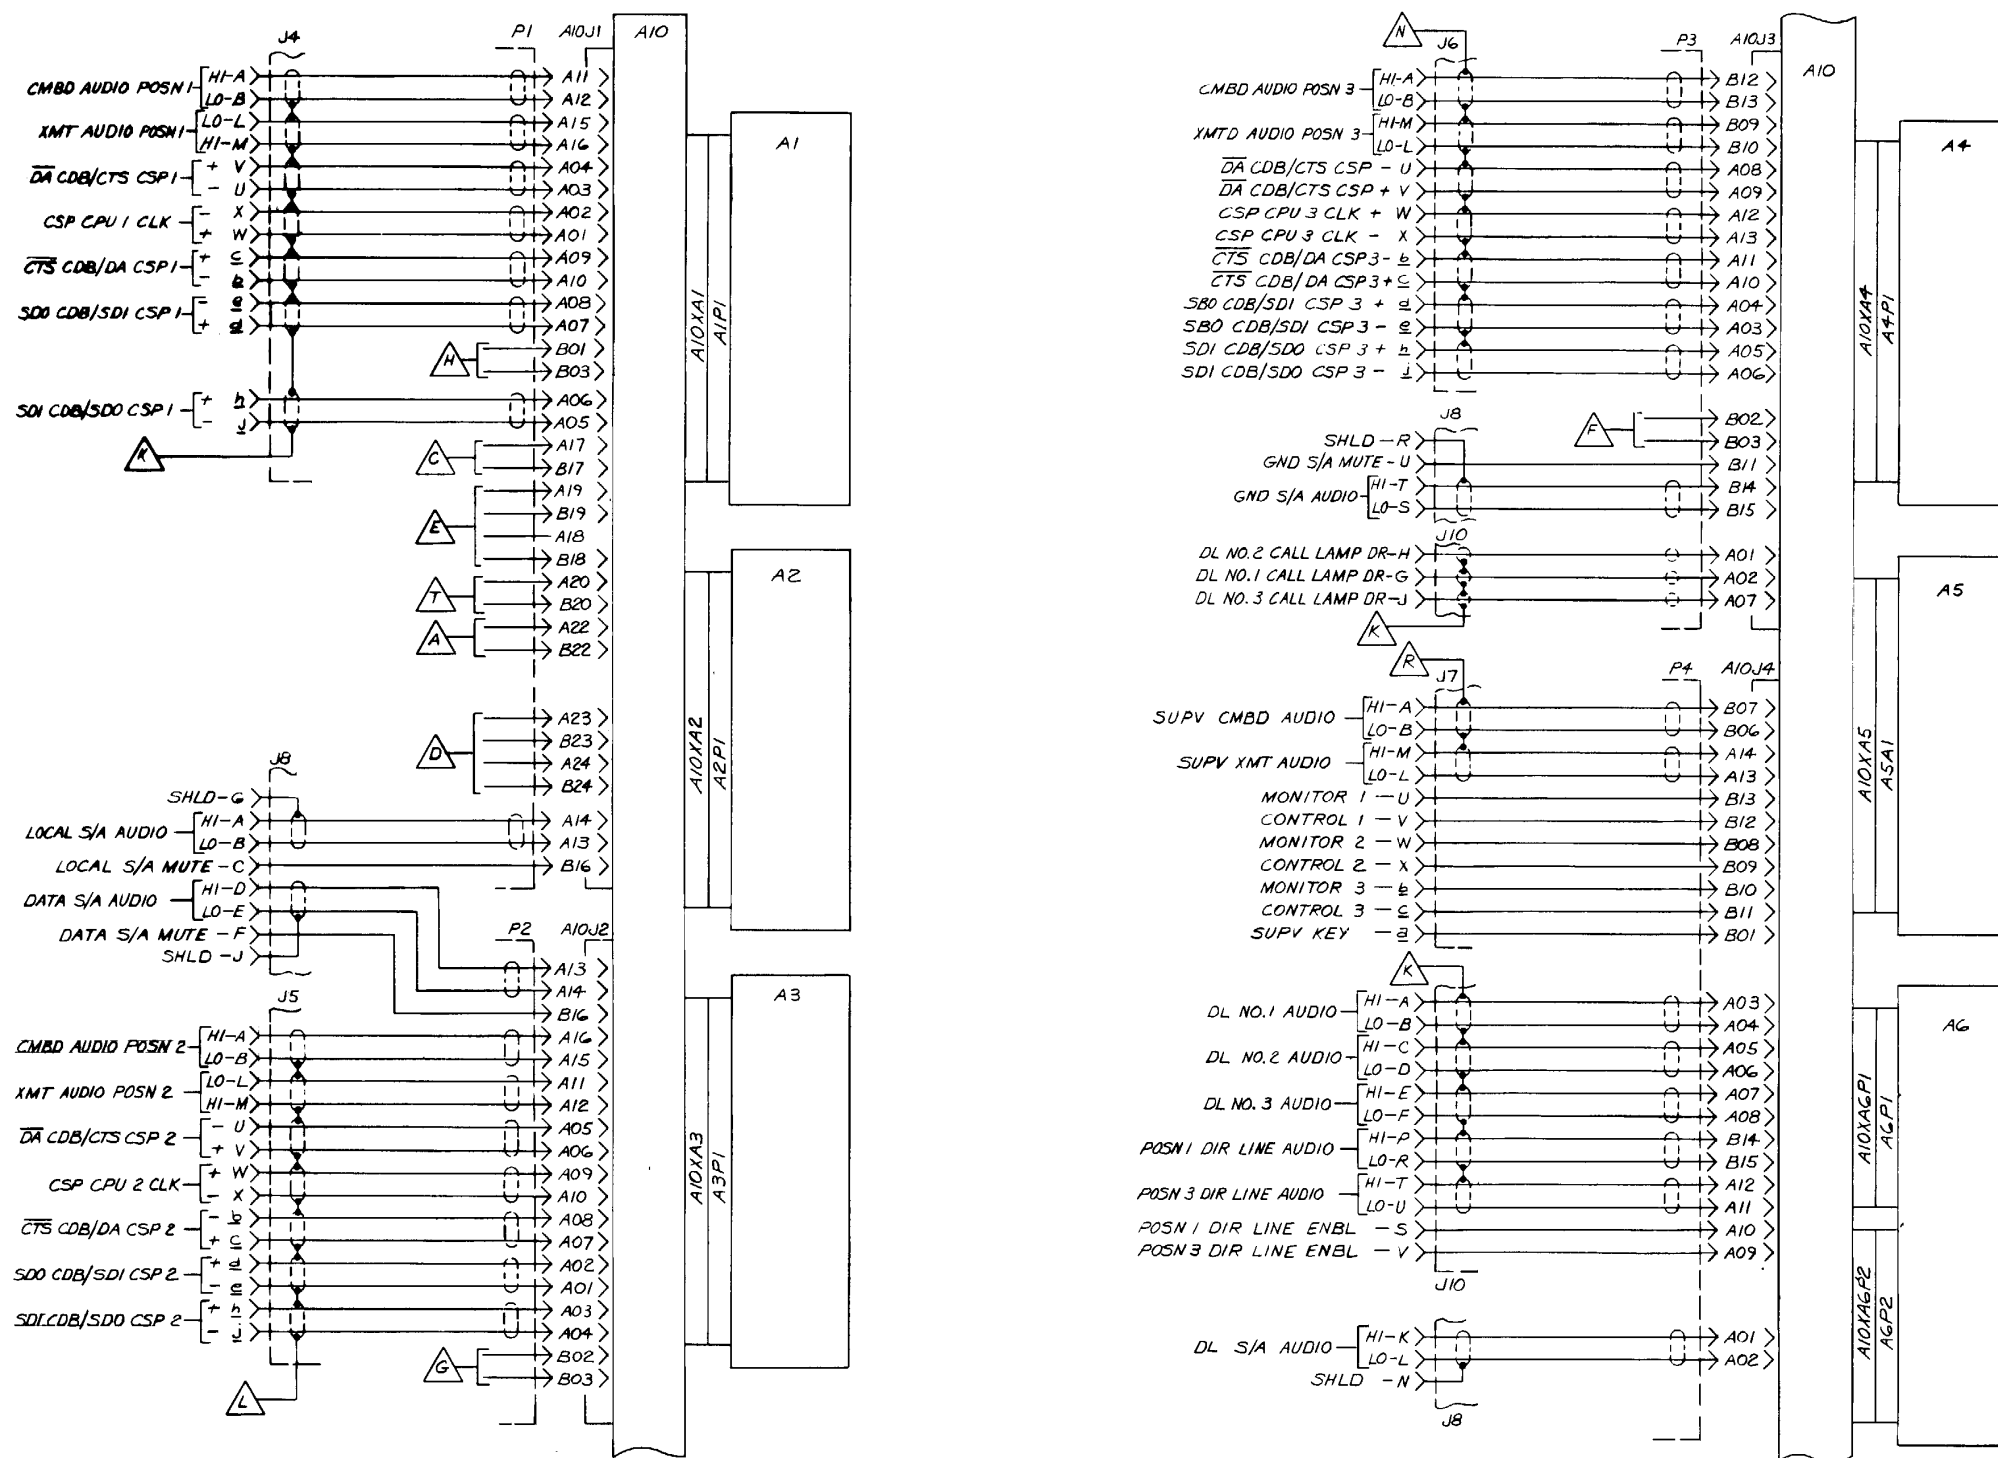 J4 P1 A10J1 A10
CMBD AUDIO POSN 1 HI-A A11
LO-B A12
XMT AUDIO POSN 1 LO-L A15
HI-M A16
DA CDB/CTS CSP 1 + V A04
- U A03
CSP CPU 1 CLK - X A02
+ W A01
CTS CDB/DA CSP 1 + c A09
- b A10
SDO CDB/SDI CSP 1 - e A08
+ d A07
H B01
B03
SDI CDB/SDO CSP 1 + h A06
- j A05
K
C A17
B17
E A19
B19
A18
B18
T A20
B20
A A22
B22
D A23
B23
A24
B24
J8
SHLD-G
LOCAL S/A AUDIO HI-A A14
LO-B A13
LOCAL S/A MUTE - C B16
DATA S/A AUDIO HI-D
LO-E
DATA S/A MUTE - F
SHLD - J
P2 A10J2
A13
A14
B16
J5
CMBD AUDIO POSN 2 HI-A A16
LO-B A15
XMT AUDIO POSN 2 LO-L A11
HI-M A12
DA CDB/CTS CSP 2 - U A05
+ V A06
CSP CPU 2 CLK + W A09
- X A10
CTS CDB/DA CSP 2 - b A08
+ c A07
SDO CDB/SDI CSP 2 + d A02
- e A01
SDI CDB/SDO CSP 2 + h A03
- j A04
G B02
B03
L
A1
A10XA1
A1P1
A2
A10XA2
A2P1
A3
A10XA3
A3P1
N J6 P3 A10J3 A10
CMBD AUDIO POSN 3 HI-A B12
LO-B B13
XMTD AUDIO POSN 3 HI-M B09
LO-L B10
DA CDB/CTS CSP - U A08
DA CDB/CTS CSP + V A09
CSP CPU 3 CLK + W A12
CSP CPU 3 CLK - X A13
CTS CDB/DA CSP 3 - b A11
CTS CDB/DA CSP 3 + c A10
SBO CDB/SDI CSP 3 + d A04
SBO CDB/SDI CSP 3 - e A03
SDI CDB/SDO CSP 3 + h A05
SDI CDB/SDO CSP 3 - j A06
J8
F B02
B03
SHLD - R
GND S/A MUTE - U B11
GND S/A AUDIO HI-T B14
LO-S B15
J10
DL NO. 2 CALL LAMP DR-H A01
DL NO. 1 CALL LAMP DR-G A02
DL NO. 3 CALL LAMP DR-J A07
K
R J7 P4 A10J4
SUPV CMBD AUDIO HI-A B07
LO-B B06
SUPV XMT AUDIO HI-M A14
LO-L A13
MONITOR 1 - U B13
CONTROL 1 - V B12
MONITOR 2 - W B08
CONTROL 2 - X B09
MONITOR 3 - b B10
CONTROL 3 - c B11
SUPV KEY - a B01
K
DL NO. 1 AUDIO HI-A A03
LO-B A04
DL NO. 2 AUDIO HI-C A05
LO-D A06
DL NO. 3 AUDIO HI-E A07
LO-F A08
POSN 1 DIR LINE AUDIO HI-P B14
LO-R B15
POSN 3 DIR LINE AUDIO HI-T A12
LO-U A11
POSN 1 DIR LINE ENBL - S A10
POSN 3 DIR LINE ENBL - V A09
J10
DL S/A AUDIO HI-K A01
LO-L A02
SHLD - N
J8
A4
A10XA4
A4P1
A5
A10XA5
A5A1
A6
A10XA6P1
A6P1
A10XA6P2
A6P2